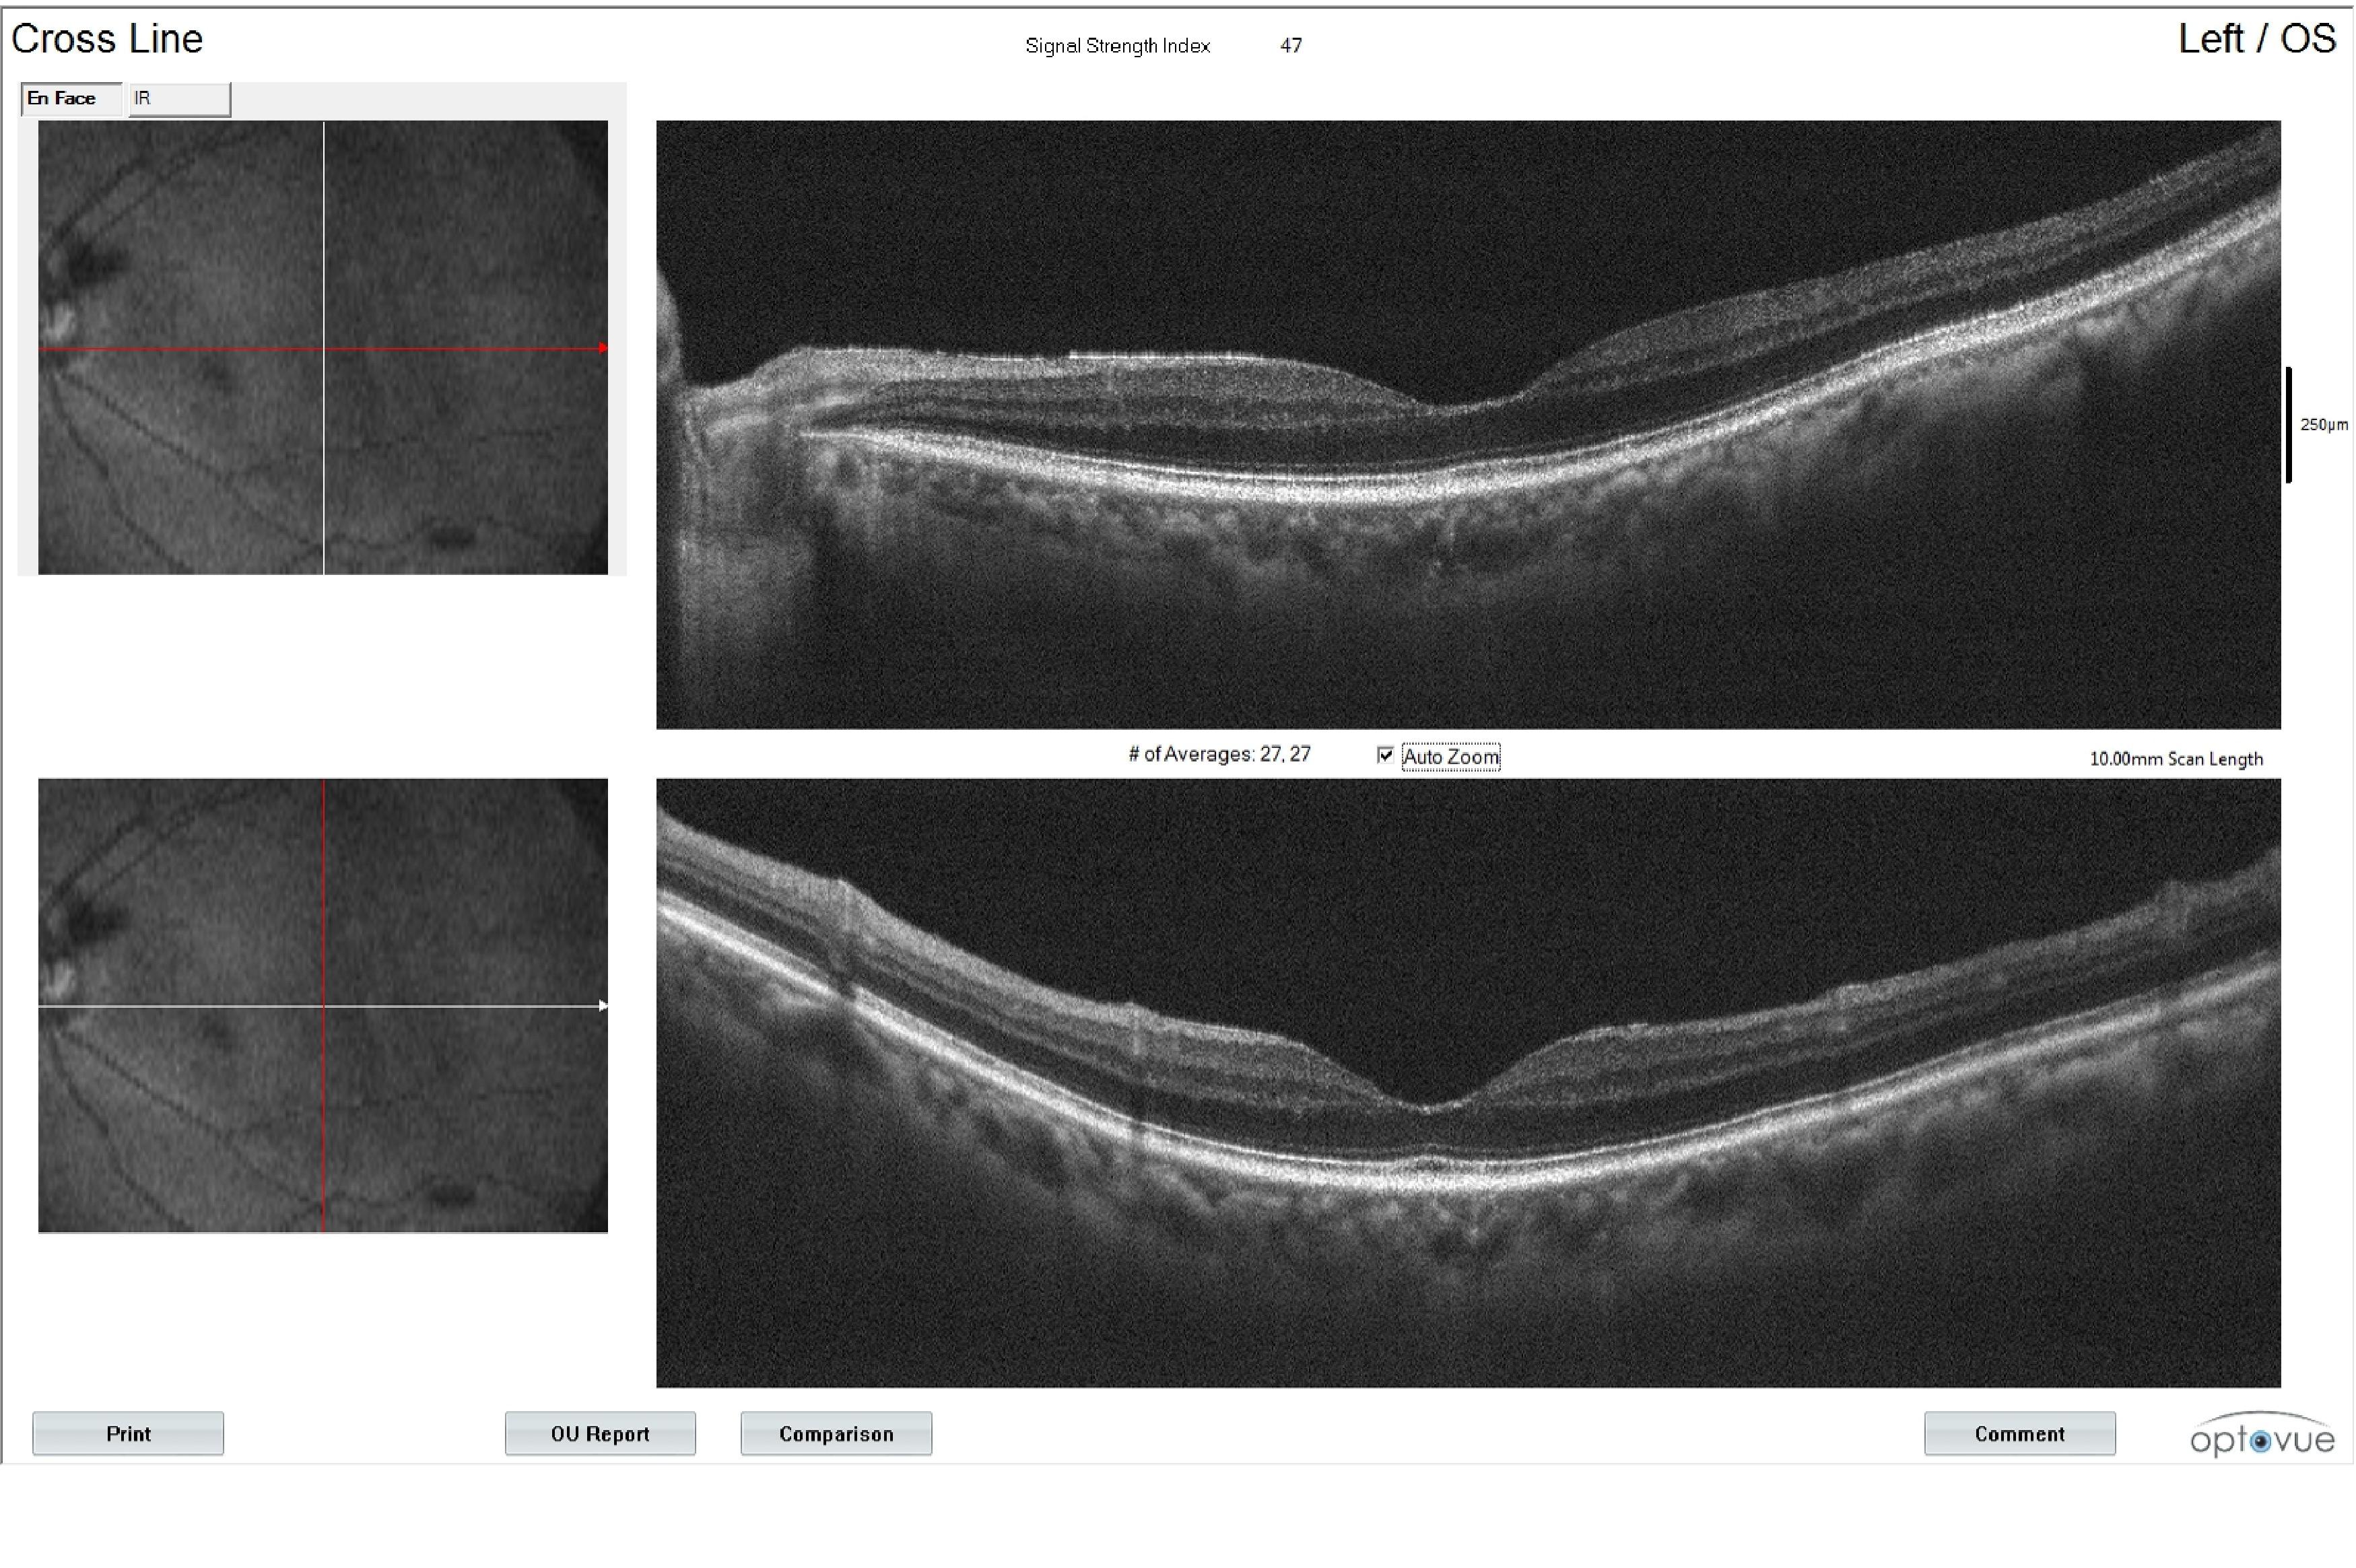 Cross Line
Signal Strength Index 47
Left / OS
En Face
IR
250µm
# of Averages: 27, 27
Auto Zoom
10.00mm Scan Length
Print
OU Report
Comparison
Comment
optovue